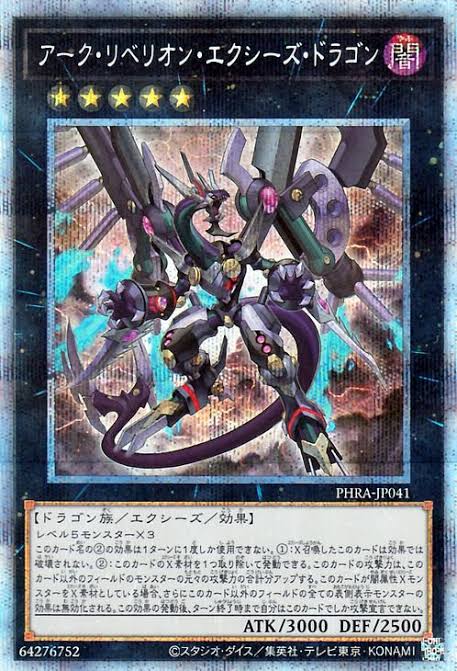 アーク・リベリオン・エクシーズ・ドラゴン
闇
PHRA-JP041
【ドラゴン族／エクシーズ／効果】
レベル５モンスター×３
このカード名の②の効果は１ターンに１度しか使用できない。①：X召喚したこのカードは効果では
破壊されない。②：このカードのX素材を１つ取り除いて発動できる。このカードの攻撃力は、この
カード以外のフィールドのモンスターの元々の攻撃力の合計分アップする。このカードが闇属性Xモン
スターをX素材としている場合、さらにこのカード以外のフィールドの全ての表側表示モンスター
の効果は無効化される。この効果の発動後、ターン終了時まで自分はこのカードでしか攻撃宣言できない。
ATK/3000 DEF/2500
64276752
©スタジオ・ダイス／集英社・テレビ東京・KONAMI